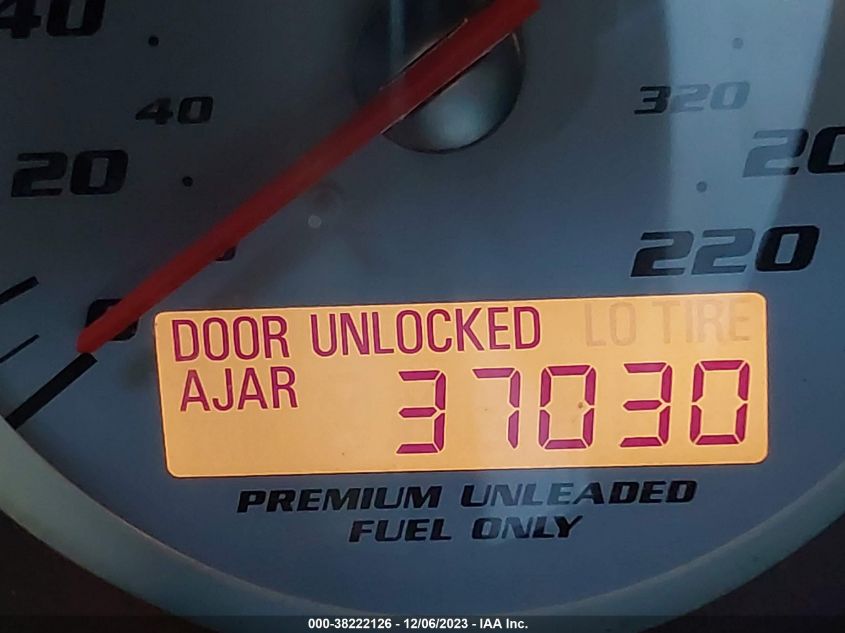 40
40
20
0
320
20
220
DOOR UNLOCKED LO TIRE
AJAR 37030
PREMIUM UNLEADED
FUEL ONLY
000-38222126 - 12/06/2023 - IAA Inc.